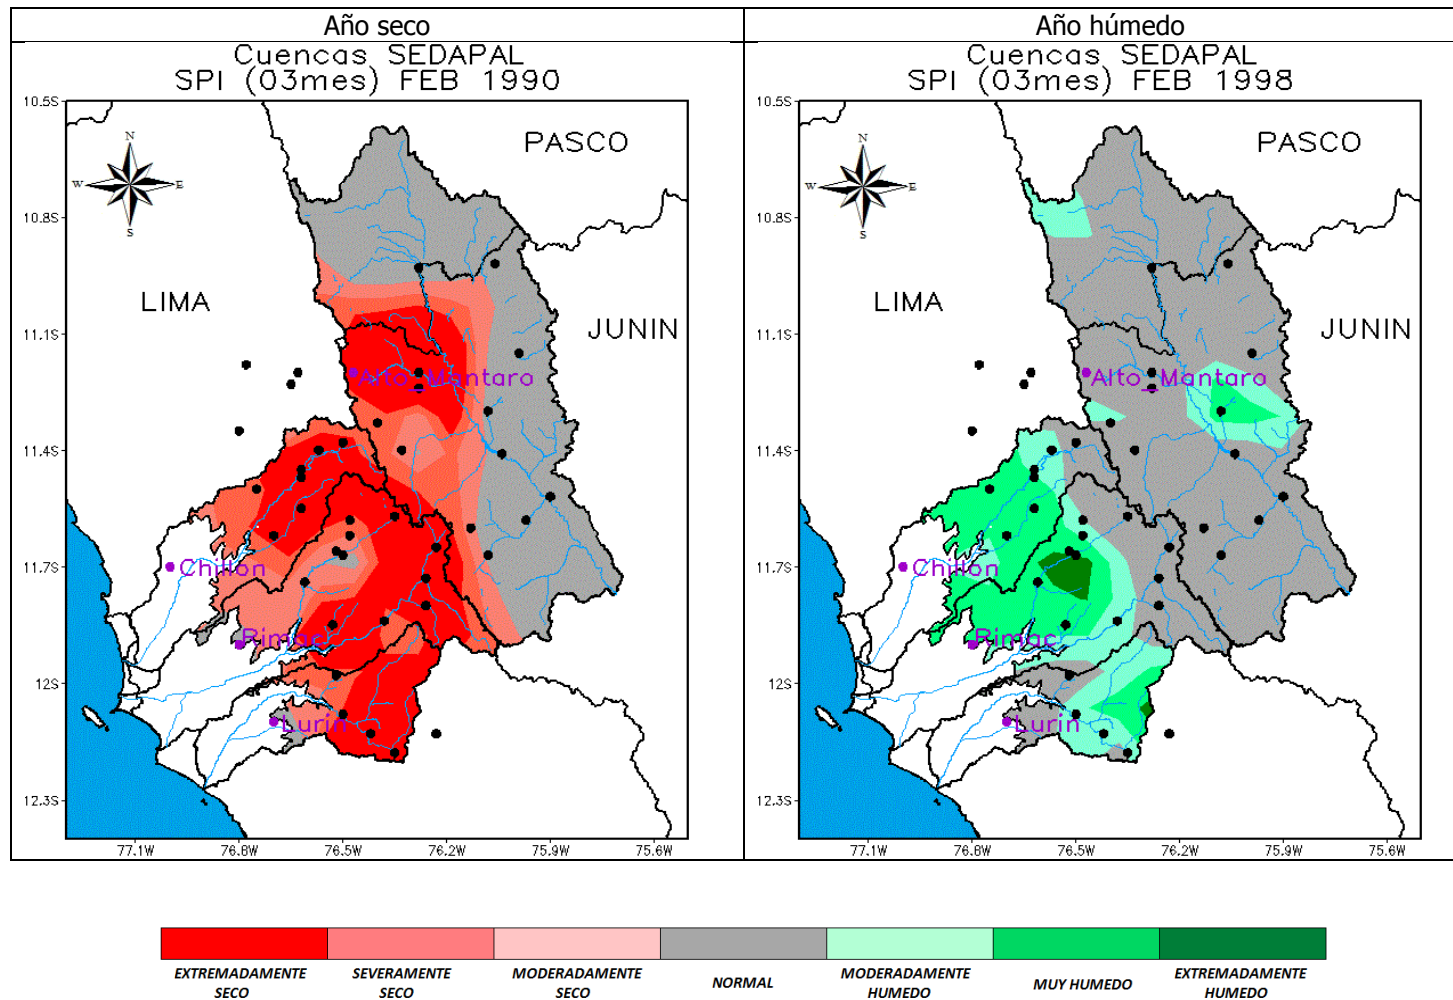 Año seco
Año húmedo
Cuencas SEDAPAL
SPI (03mes) FEB 1990
Cuencas SEDAPAL
SPI (03mes) FEB 1998
10.5S
10.8S
11.1S
11.4S
11.7S
12S
12.3S
77.1W
76.8W
76.5W
76.2W
75.9W
75.6W
N
W
E
S
PASCO
LIMA
JUNIN
Alto_Mantaro
Chillon
Rimac
Lurin
10.5S
10.8S
11.1S
11.4S
11.7S
12S
12.3S
77.1W
76.8W
76.5W
76.2W
75.9W
75.6W
N
W
E
S
PASCO
LIMA
JUNIN
Alto_Mantaro
Chillon
Rimac
Lurin
EXTREMADAMENTE
SECO
SEVERAMENTE
SECO
MODERADAMENTE
SECO
NORMAL
MODERADAMENTE
HUMEDO
MUY HUMEDO
EXTREMADAMENTE
HUMEDO